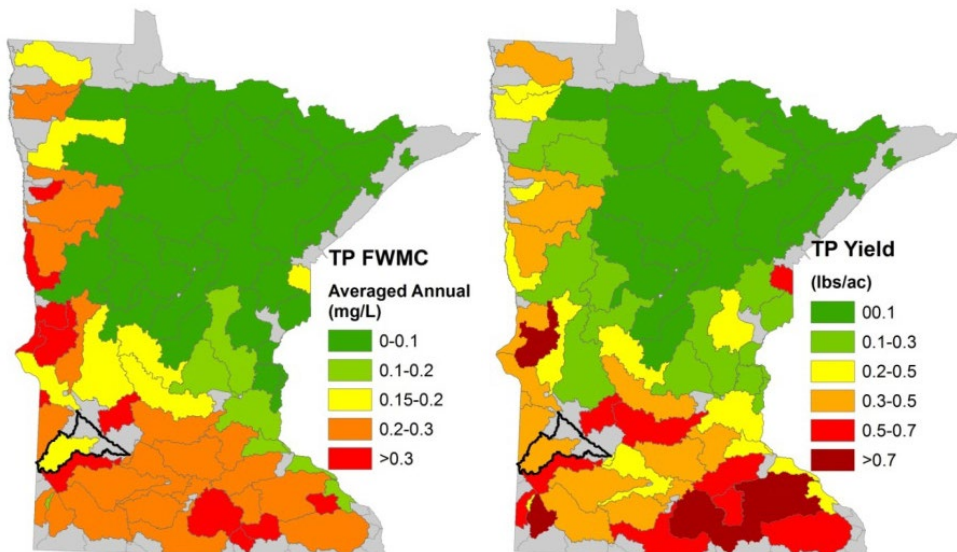 TP FWMC
Averaged Annual
(mg/L)
0-0.1
0.1-0.2
0.15-0.2
0.2-0.3
>0.3
TP Yield
(lbs/ac)
00.1
0.1-0.3
0.2-0.5
0.3-0.5
0.5-0.7
>0.7